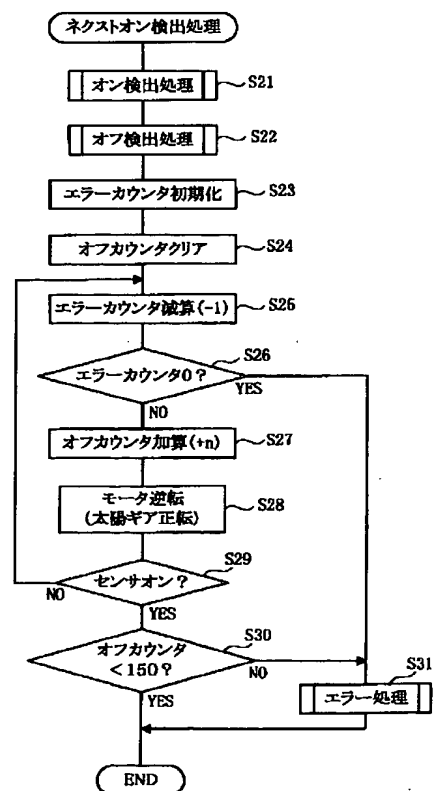 ネクストオン検出処理
オン検出処理
S21
オフ検出処理
S22
エラーカウンタ初期化
S23
オフカウンタクリア
S24
エラーカウンタ減算(-1)
S25
エラーカウンタ0?
S26
YES
NO
オフカウンタ加算(+n)
S27
モータ逆転
(太陽ギア正転)
S28
センサオン?
S29
NO
YES
オフカウンタ
<150?
S30
NO
YES
エラー処理
S31
END